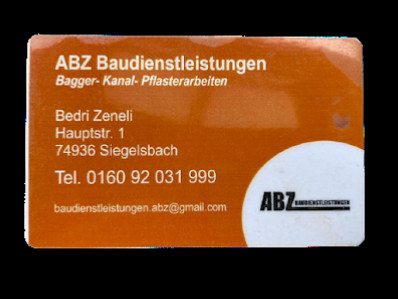 ABZ Baudienstleistungen
Bagger- Kanal- Pflasterarbeiten
Bedri Zeneli
Hauptstr. 1
74936 Siegelsbach
Tel. 0160 92 031 999
baudienstleistungen.abz@gmail.com
ABZ BAUDIENSTLEISTUNGEN